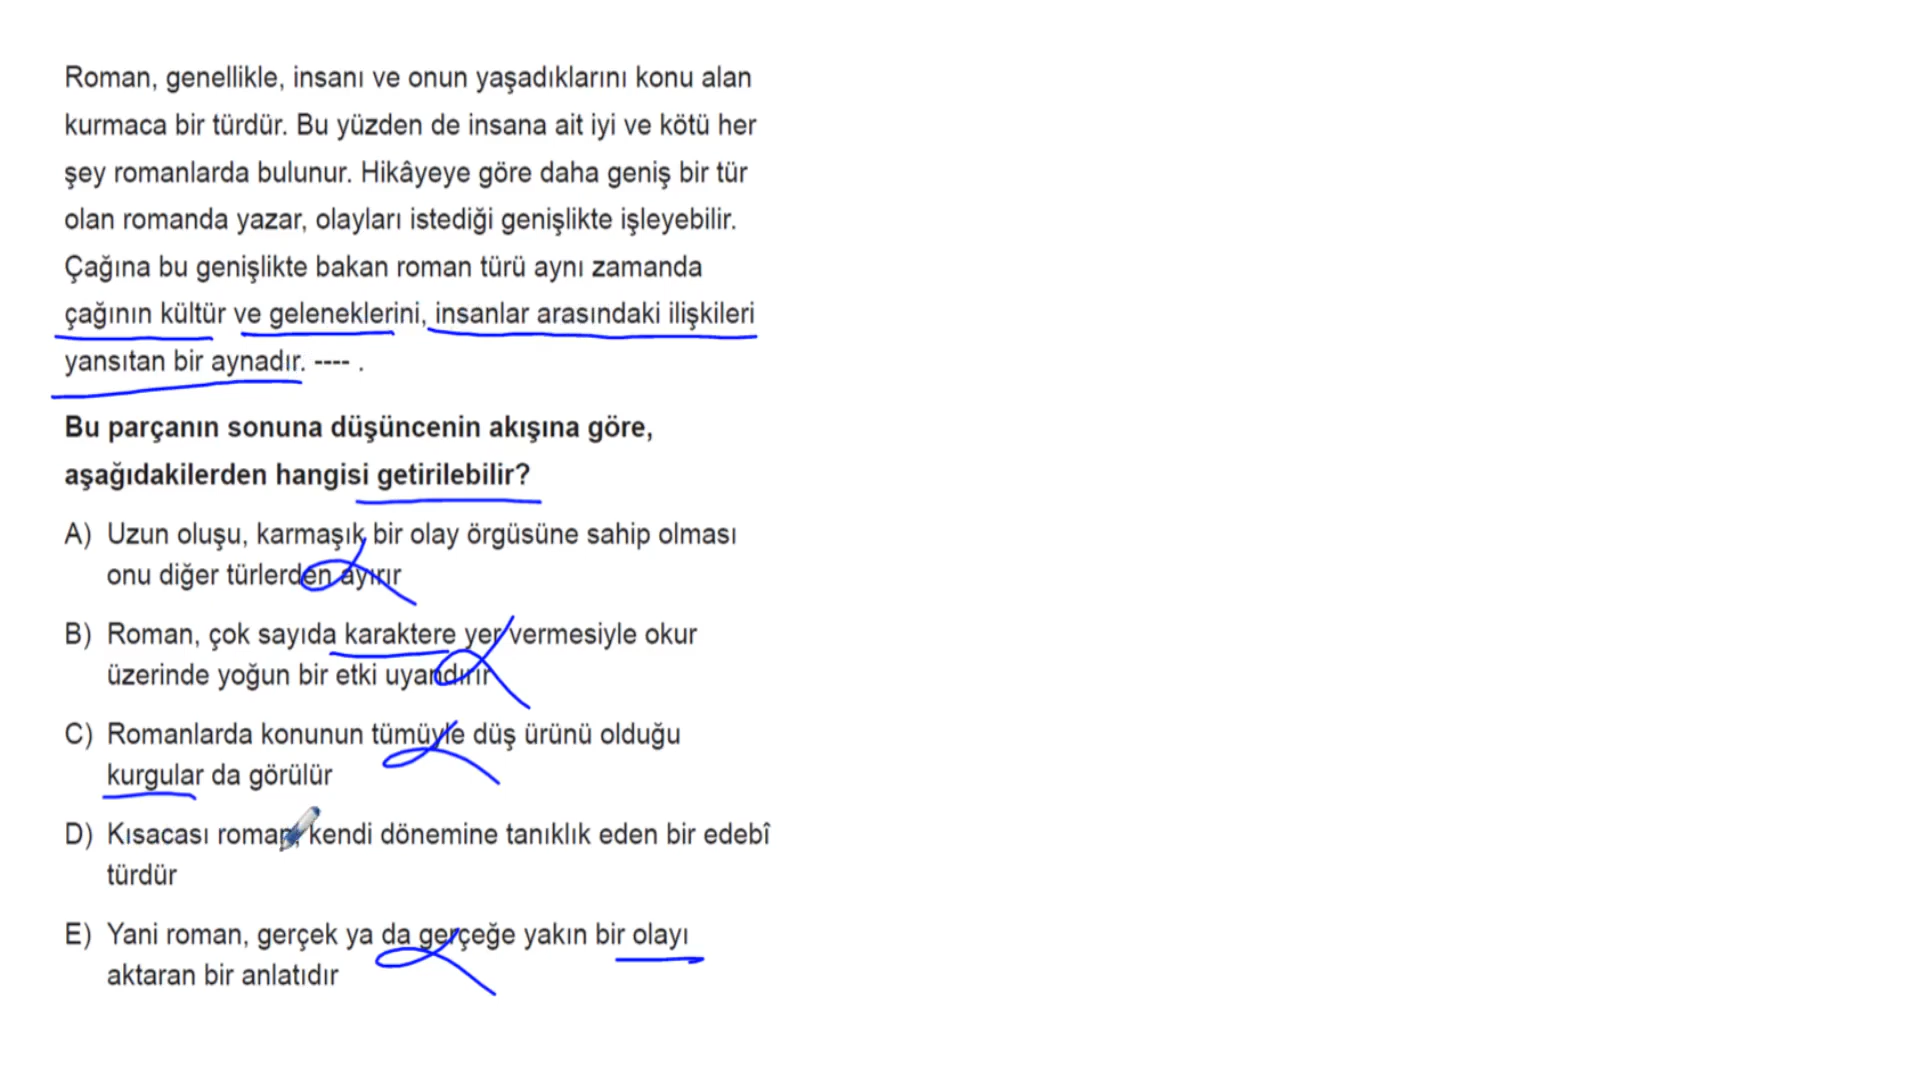 Roman, genellikle, insanı ve onun yaşadıklarını konu alan
kurmaca bir türdür. Bu yüzden de insana ait iyi ve kötü her
şey romanlarda bulunur. Hikâyeye göre daha geniş bir tür
olan romanda yazar, olayları istediği genişlikte işleyebilir.
Çağına bu genişlikte bakan roman türü aynı zamanda
çağının kültür ve geleneklerini, insanlar arasındaki ilişkileri
yansıtan bir aynadır. ---- .
Bu parçanın sonuna düşüncenin akışına göre,
aşağıdakilerden hangisi getirilebilir?
A) Uzun oluşu, karmaşık bir olay örgüsüne sahip olması
onu diğer türlerden ayırır
B) Roman, çok sayıda karaktere yer vermesiyle okur
üzerinde yoğun bir etki uyandırır
C) Romanlarda konunun tümüyle düş ürünü olduğu
kurgular da görülür
D) Kısacası roman, kendi dönemine tanıklık eden bir edebî
türdür
E) Yani roman, gerçek ya da gerçeğe yakın bir olayı
aktaran bir anlatıdır